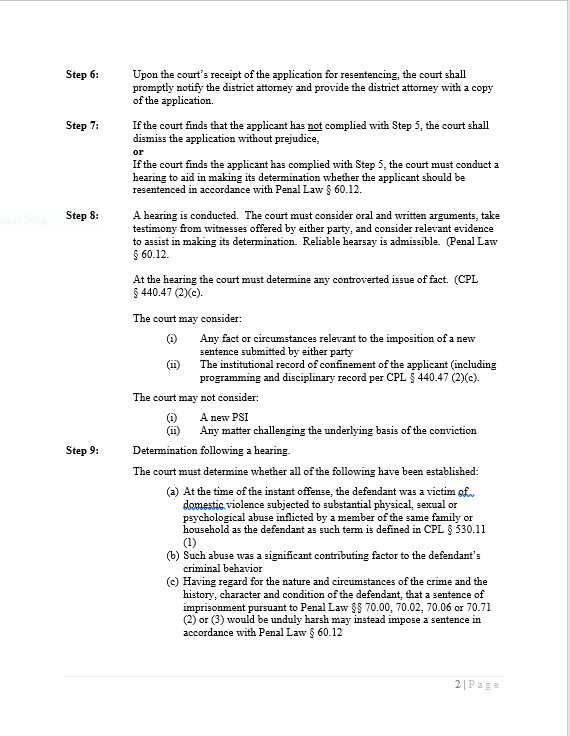 Step 6: Upon the court's receipt of the application for resentencing, the court shall
promptly notify the district attorney and provide the district attorney with a copy
of the application.
Step 7: If the court finds that the applicant has not complied with Step 5, the court shall
dismiss the application without prejudice,
or
If the court finds the applicant has complied with Step 5, the court must conduct a
hearing to aid in making its determination whether the applicant should be
resentenced in accordance with Penal Law § 60.12.
Step 8: A hearing is conducted. The court must consider oral and written arguments, take
testimony from witnesses offered by either party, and consider relevant evidence
to assist in making its determination. Reliable hearsay is admissible. (Penal Law
§ 60.12.
At the hearing the court must determine any controverted issue of fact. (CPL
§ 440.47 (2)(c).
The court may consider:
(i) Any fact or circumstances relevant to the imposition of a new
sentence submitted by either party
(ii) The institutional record of confinement of the applicant (including
programming and disciplinary record per CPL § 440.47 (2)(c).
The court may not consider:
(i) A new PSI
(ii) Any matter challenging the underlying basis of the conviction
Step 9: Determination following a hearing.
The court must determine whether all of the following have been established:
(a) At the time of the instant offense, the defendant was a victim of
domestic violence subjected to substantial physical, sexual or
psychological abuse inflicted by a member of the same family or
household as the defendant as such term is defined in CPL § 530.11
(1)
(b) Such abuse was a significant contributing factor to the defendant's
criminal behavior
(c) Having regard for the nature and circumstances of the crime and the
history, character and condition of the defendant, that a sentence of
imprisonment pursuant to Penal Law §§ 70.00, 70.02, 70.06 or 70.71
(2) or (3) would be unduly harsh may instead impose a sentence in
accordance with Penal Law § 60.12
2 | Page